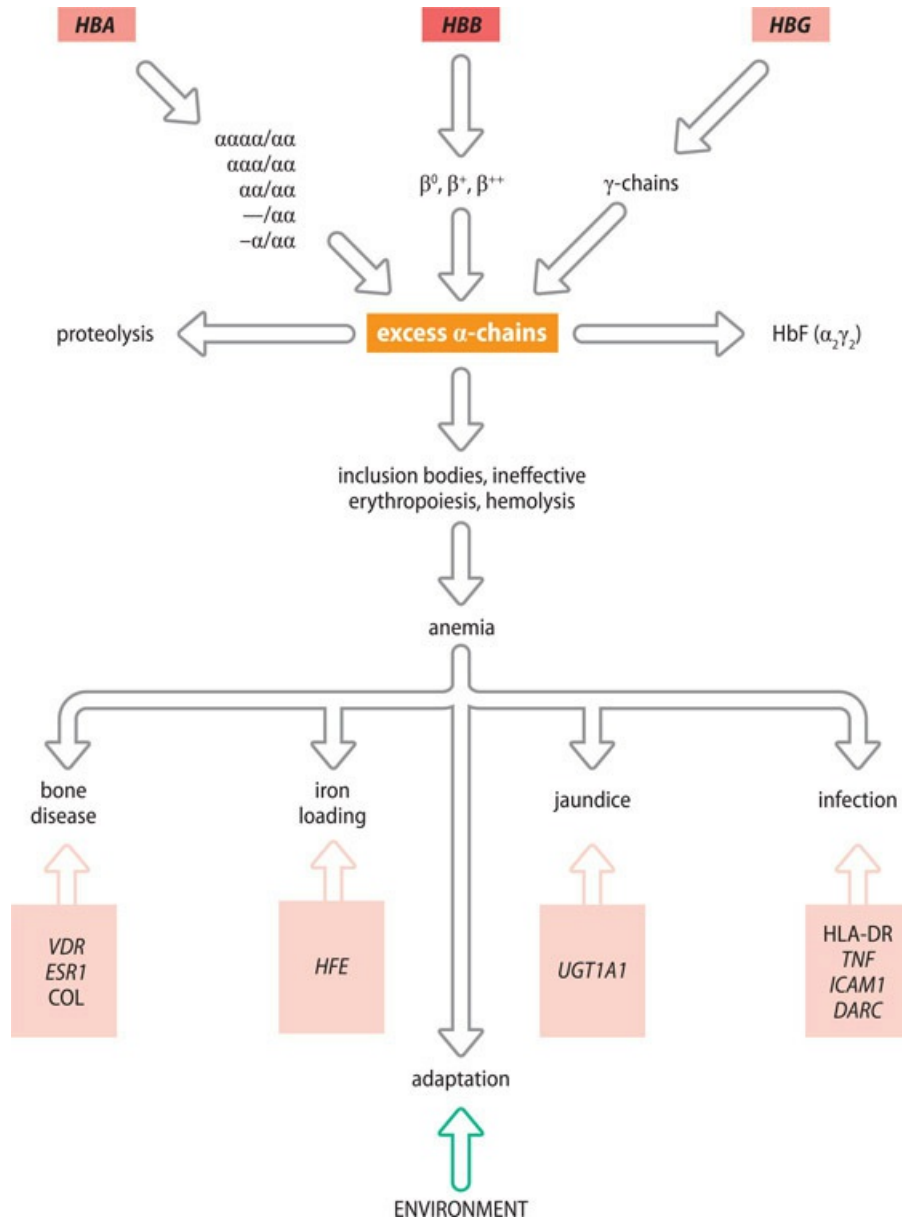 HBA
HBB
HBG
αααα/αα
ααα/αα
αα/αα
—/αα
–α/αα
β⁰, β⁺, β⁺⁺
γ-chains
proteolysis
excess α-chains
HbF (α₂γ₂)
inclusion bodies, ineffective
erythropoiesis, hemolysis
anemia
bone
disease
iron
loading
jaundice
infection
VDR
ESR1
COL
HFE
UGT1A1
HLA-DR
TNF
ICAM1
DARC
adaptation
ENVIRONMENT